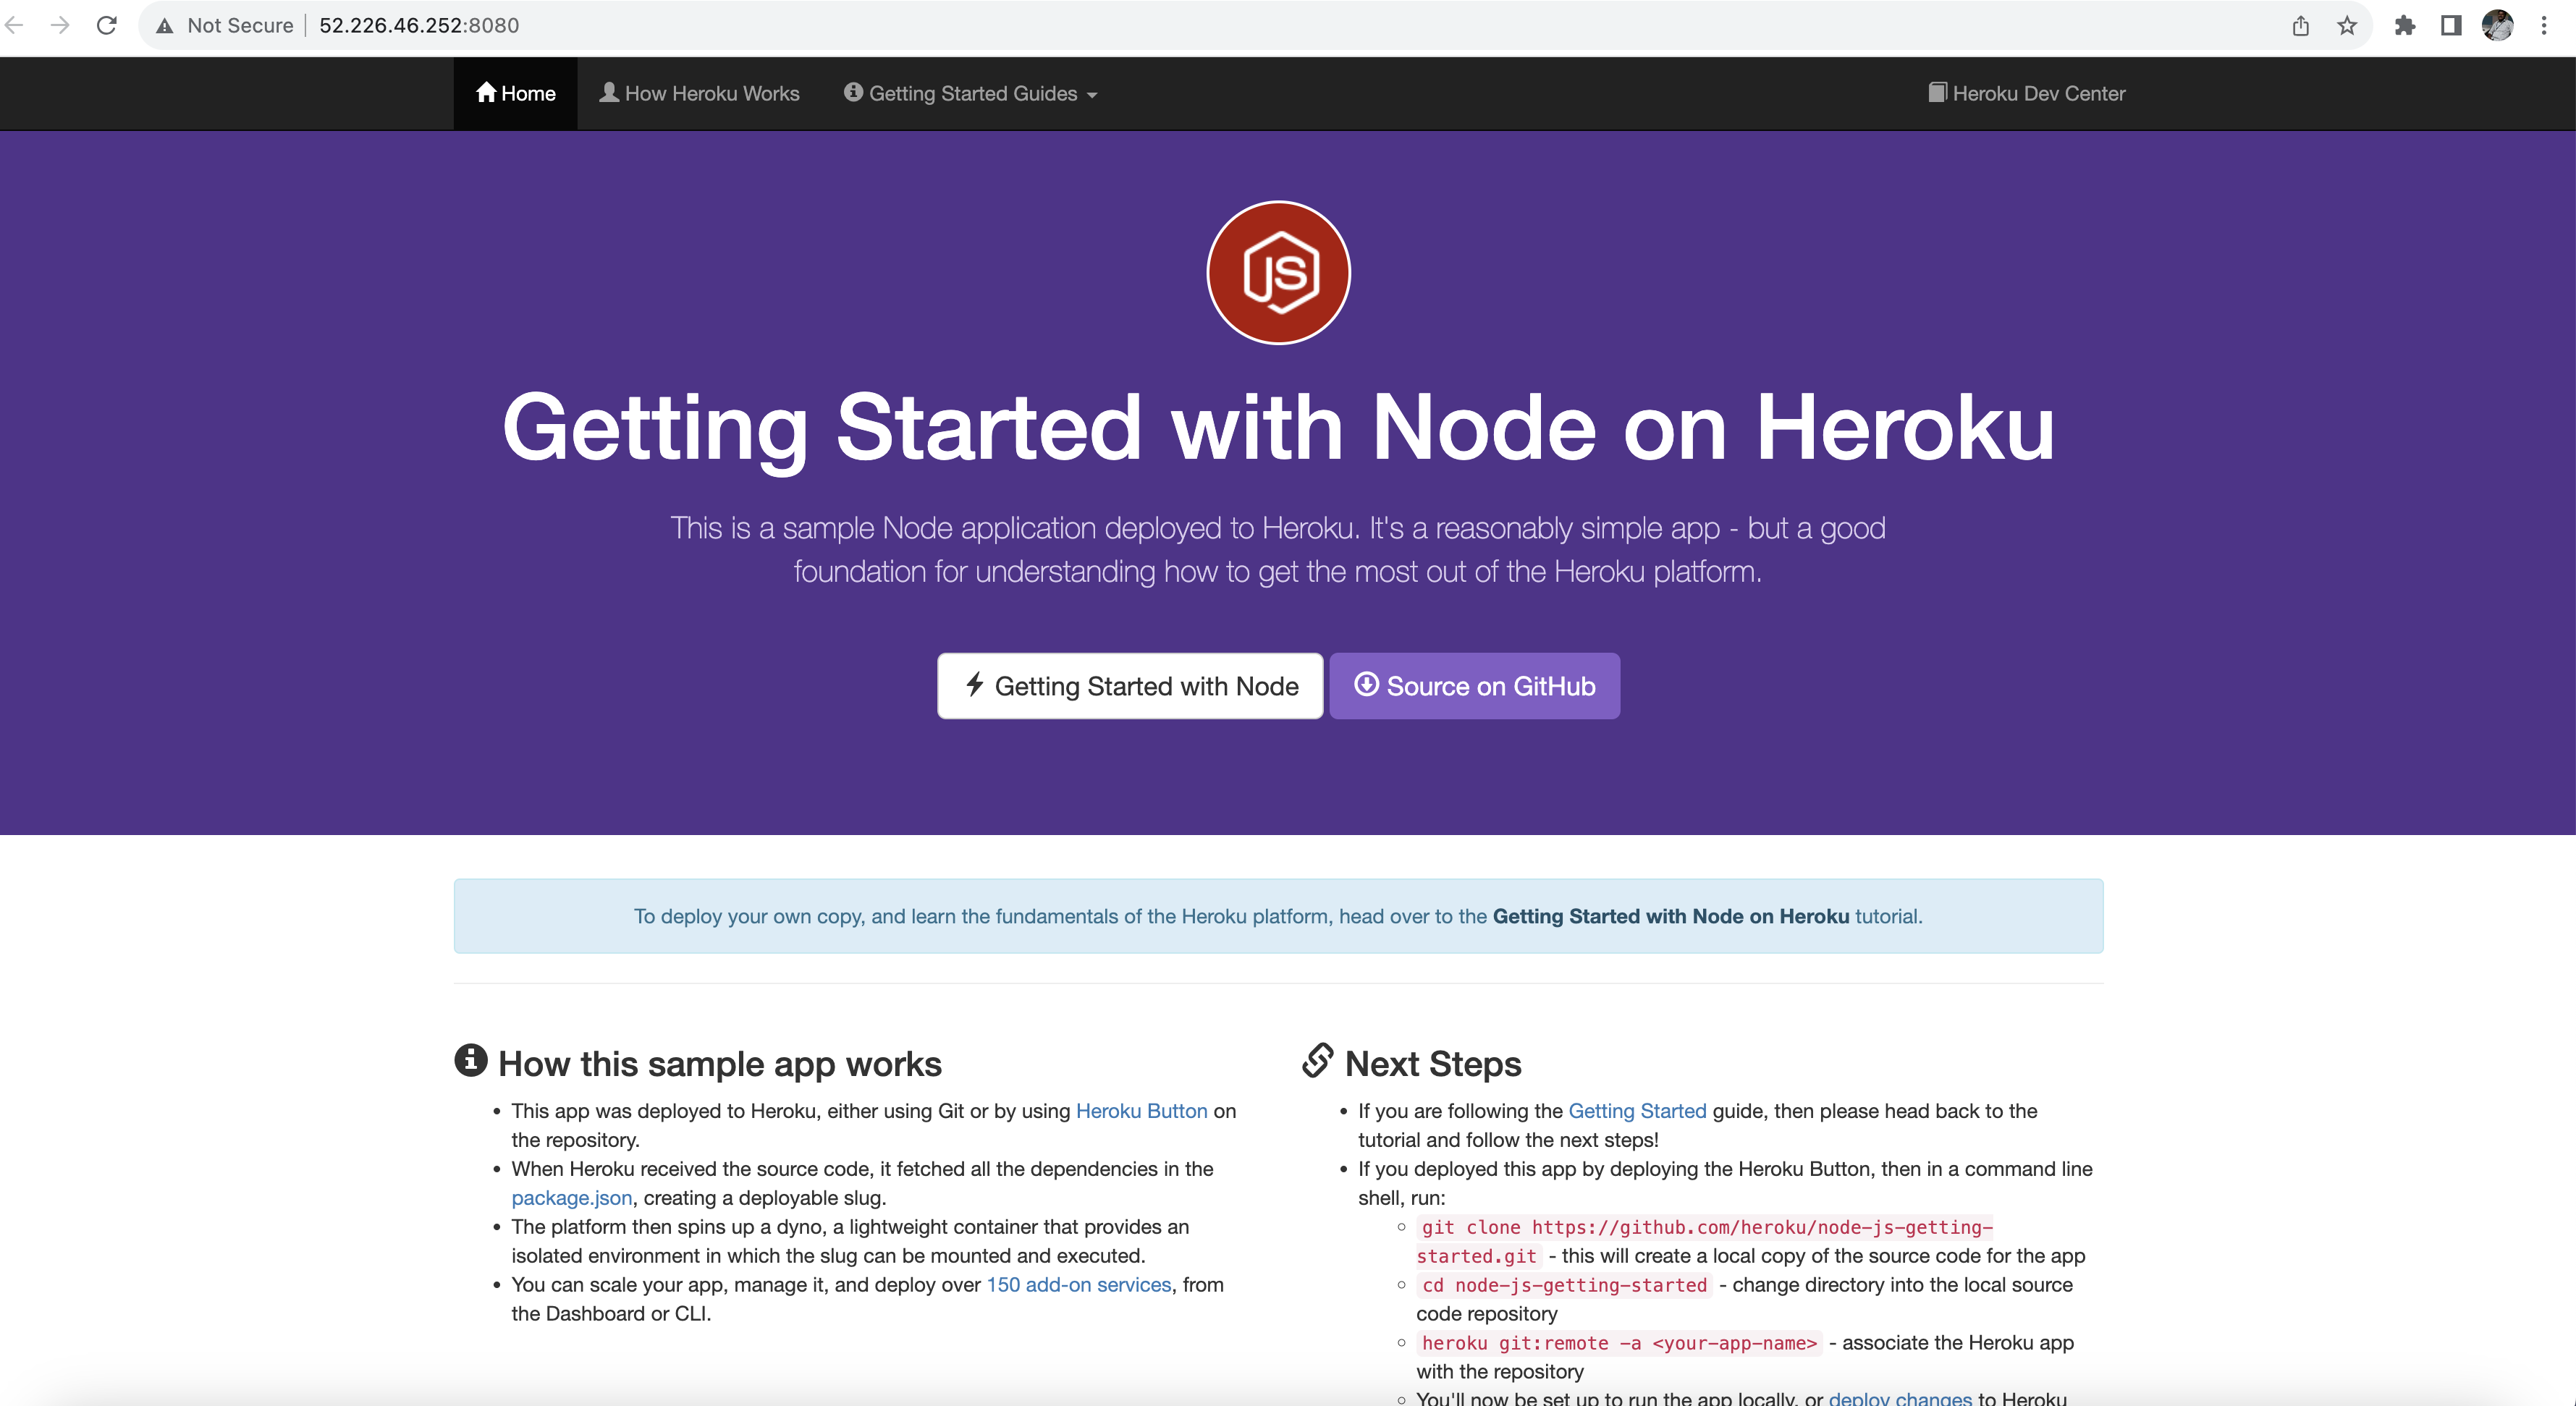 Not Secure 52.226.46.252:8080
Home How Heroku Works Getting Started Guides Heroku Dev Center
JS
Getting Started with Node on Heroku
This is a sample Node application deployed to Heroku. It's a reasonably simple app - but a good
foundation for understanding how to get the most out of the Heroku platform.
Getting Started with Node Source on GitHub
To deploy your own copy, and learn the fundamentals of the Heroku platform, head over to the Getting Started with Node on Heroku tutorial.
How this sample app works
This app was deployed to Heroku, either using Git or by using Heroku Button on
the repository.
When Heroku received the source code, it fetched all the dependencies in the
package.json, creating a deployable slug.
The platform then spins up a dyno, a lightweight container that provides an
isolated environment in which the slug can be mounted and executed.
You can scale your app, manage it, and deploy over 150 add-on services, from
the Dashboard or CLI.
Next Steps
If you are following the Getting Started guide, then please head back to the
tutorial and follow the next steps!
If you deployed this app by deploying the Heroku Button, then in a command line
shell, run:
git clone https://github.com/heroku/node-js-getting-
started.git - this will create a local copy of the source code for the app
cd node-js-getting-started - change directory into the local source
code repository
heroku git:remote -a <your-app-name> - associate the Heroku app
with the repository
You'll now be set up to run the app locally, or deploy changes to Heroku